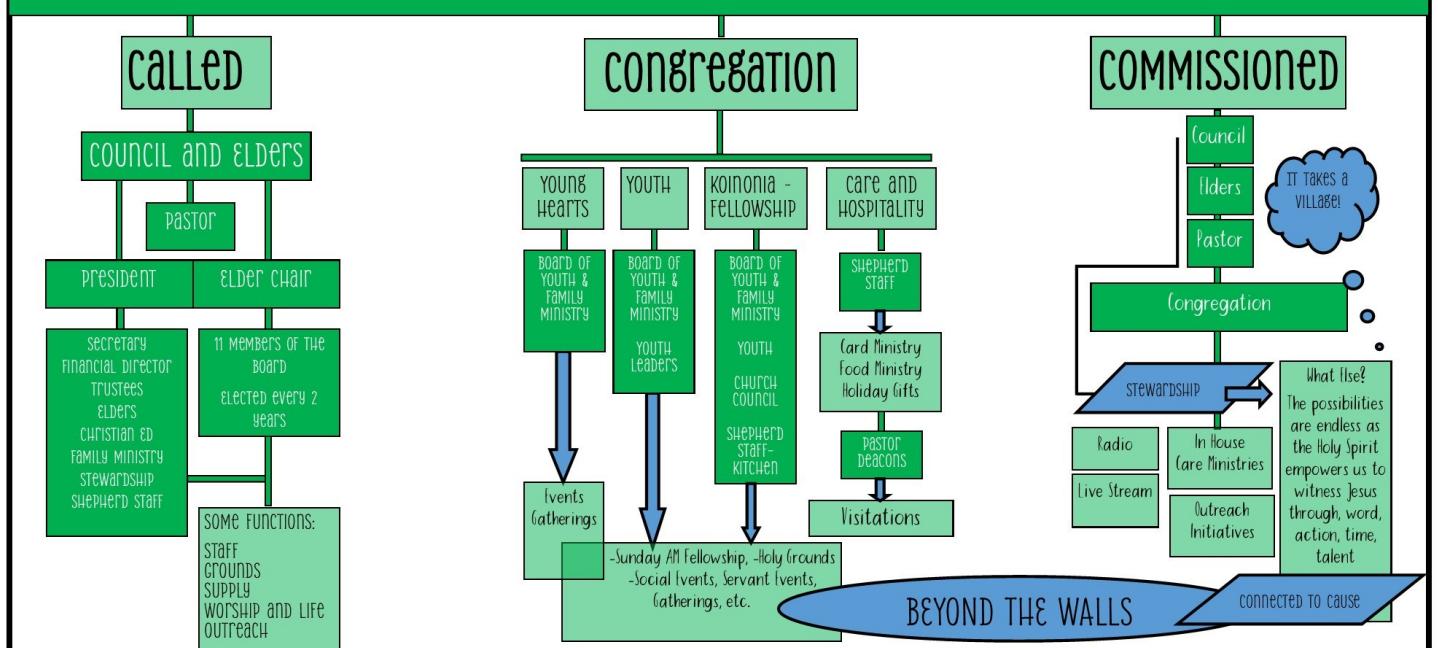 CALLED
COUNCIL AND ELDERS
PASTOR
PRESIDENT
ELDER CHAIR
SECRETARY
FINANCIAL DIRECTOR
TRUSTEES
ELDERS
CHRISTIAN ED
FAMILY MINISTRY
STEWARDSHIP
SHEPHERD STAFF
11 MEMBERS OF THE
BOARD
ELECTED EVERY 2
YEARS
SOME FUNCTIONS:
STAFF
GROUNDS
SUPPLY
WORSHIP AND LIFE
OUTREACH
CONGREGATION
YOUNG
HEARTS
BOARD OF
YOUTH &
FAMILY
MINISTRY
Events
Gatherings
YOUTH
BOARD OF
YOUTH &
FAMILY
MINISTRY
YOUTH
LEADERS
KOINONIA -
FELLOWSHIP
BOARD OF
YOUTH &
FAMILY
MINISTRY
YOUTH
CHURCH
COUNCIL
SHEPHERD
STAFF-
KITCHEN
-Sunday AM Fellowship, -Holy Grounds
-Social Events, Servant Events,
Gatherings, etc.
CARE AND
HOSPITALITY
SHEPHERD
STAFF
Card Ministry
Food Ministry
Holiday Gifts
PASTOR
DEACONS
Visitations
COMMISSIONED
Council
Elders
Pastor
IT TAKES A
VILLAGE!
Congregation
STEWARDSHIP
Radio
Live Stream
In House
Care Ministries
Outreach
Initiatives
What Else?
The possibilities
are endless as
the Holy Spirit
empowers us to
witness Jesus
through, word,
action, time,
talent
BEYOND THE WALLS
CONNECTED TO CAUSE